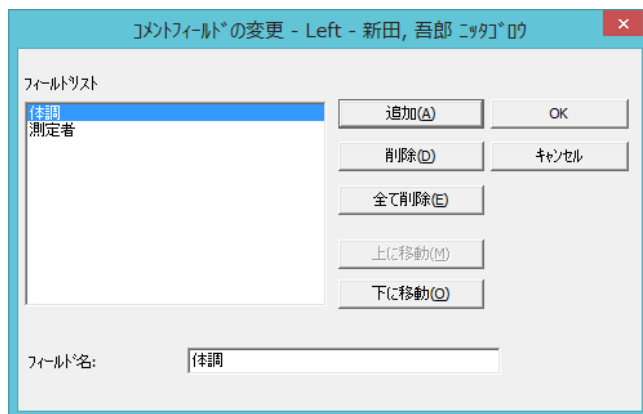 ｺﾒﾝﾄﾌｨｰﾙﾄﾞの変更 - Left - 新田, 吾郎 ﾆｯﾀｺﾞﾛｳ
×
ﾌｨｰﾙﾄﾞﾘｽﾄ
体調
測定者
追加(A)
OK
削除(D)
ｷｬﾝｾﾙ
全て削除(E)
上に移動(M)
下に移動(O)
ﾌｨｰﾙﾄﾞ名:
体調